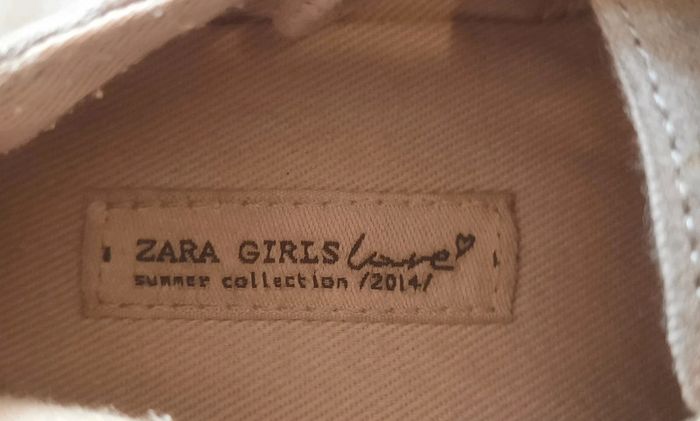 ZARA GIRLS love
summer collection /2014/